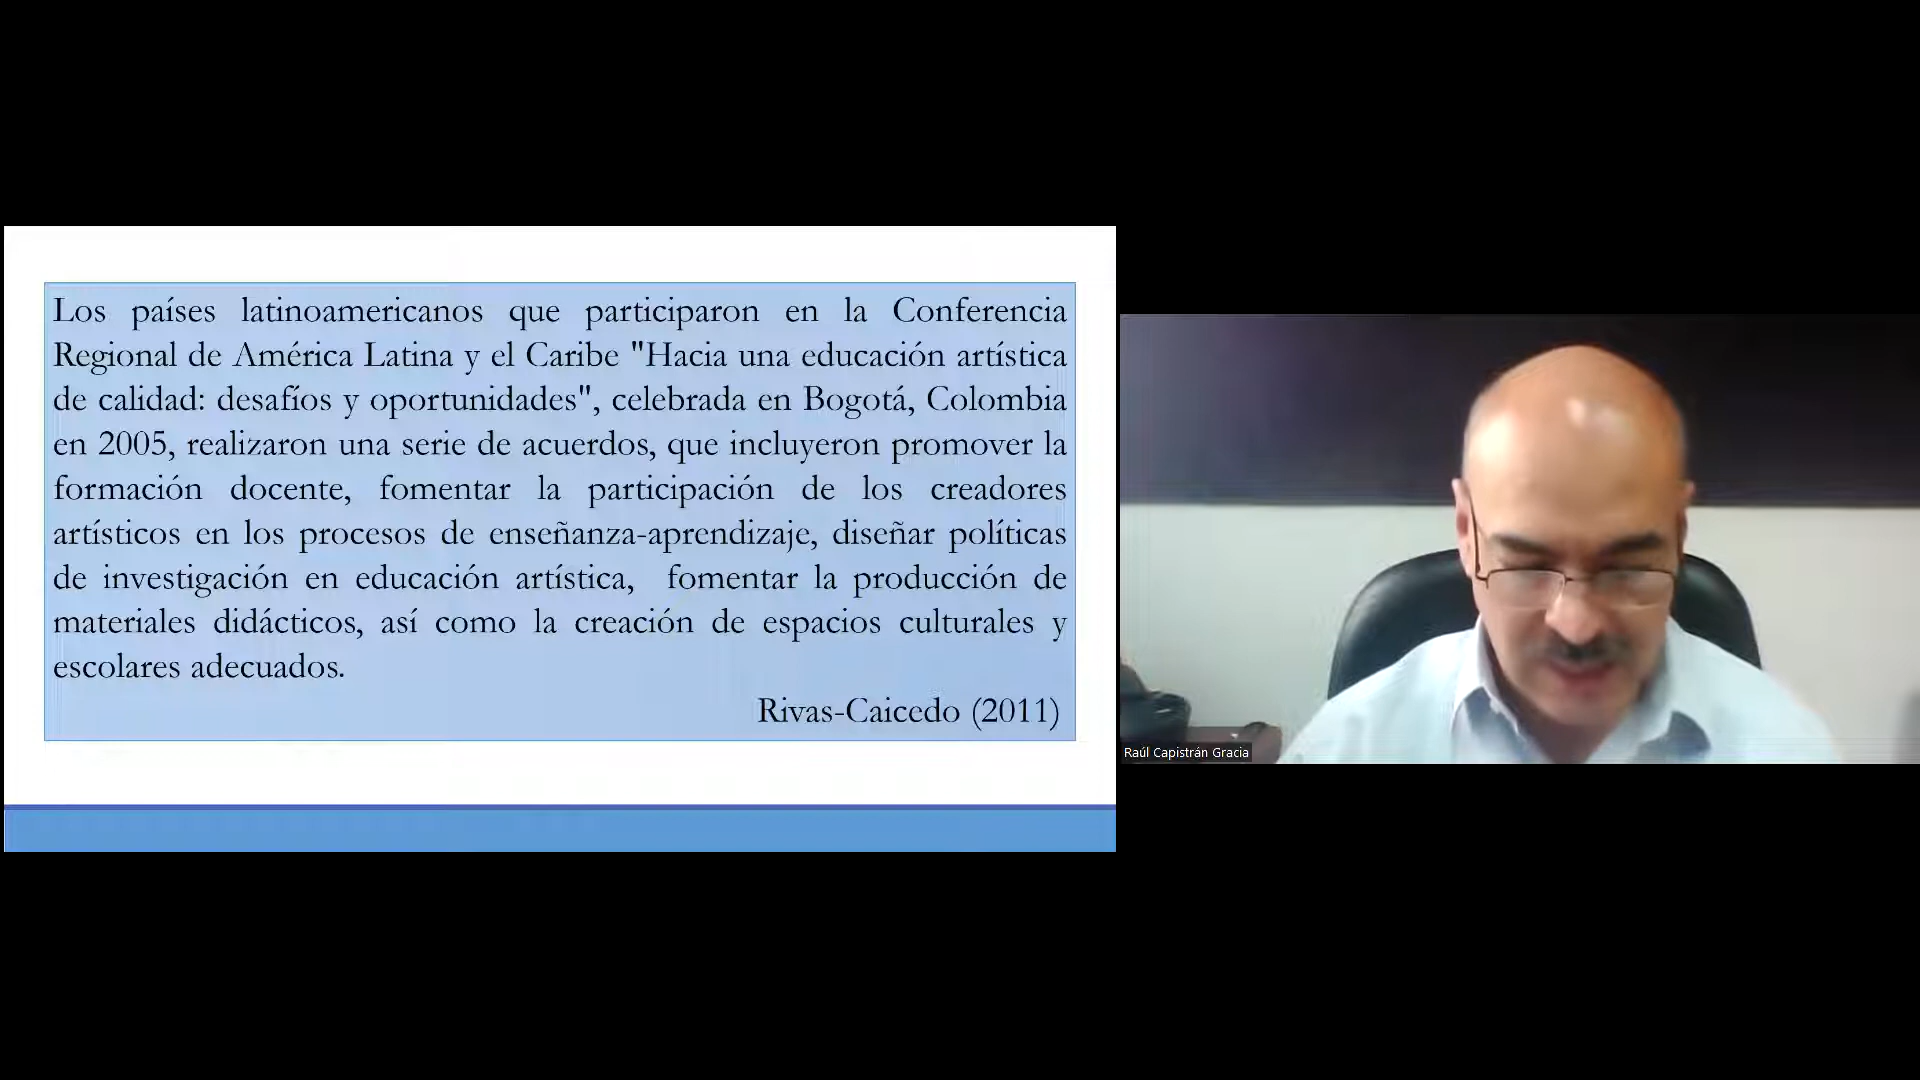 Los países latinoamericanos que participaron en la Conferencia
Regional de América Latina y el Caribe "Hacia una educación artística
de calidad: desafíos y oportunidades", celebrada en Bogotá, Colombia
en 2005, realizaron una serie de acuerdos, que incluyeron promover la
formación docente, fomentar la participación de los creadores
artísticos en los procesos de enseñanza-aprendizaje, diseñar políticas
de investigación en educación artística,  fomentar la producción de
materiales didácticos, así como la creación de espacios culturales y
escolares adecuados.
Rivas-Caicedo (2011)
Raúl Capistrán Gracia